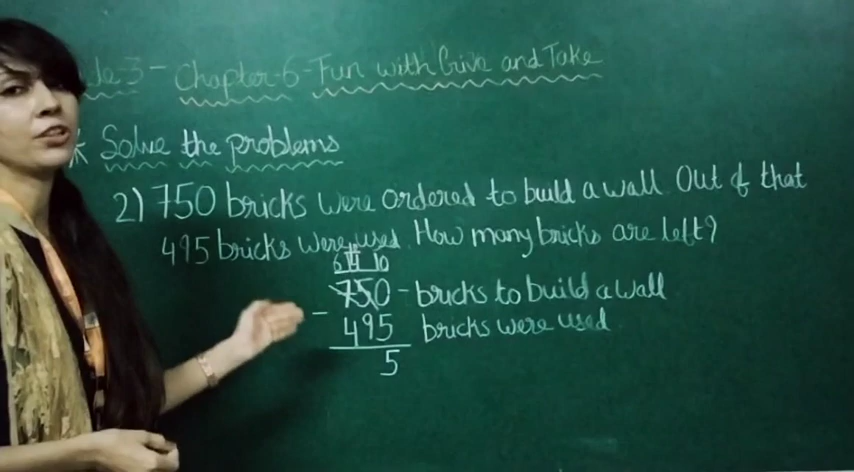 de-3 - Chapter-6 - Fun with Give and Take
* Solve the problems
2) 750 bricks were ordered to build a wall Out of that
495 bricks were used. How many bricks are left?
6 14 10
750 - bricks to build a wall
- 495 bricks were used
5